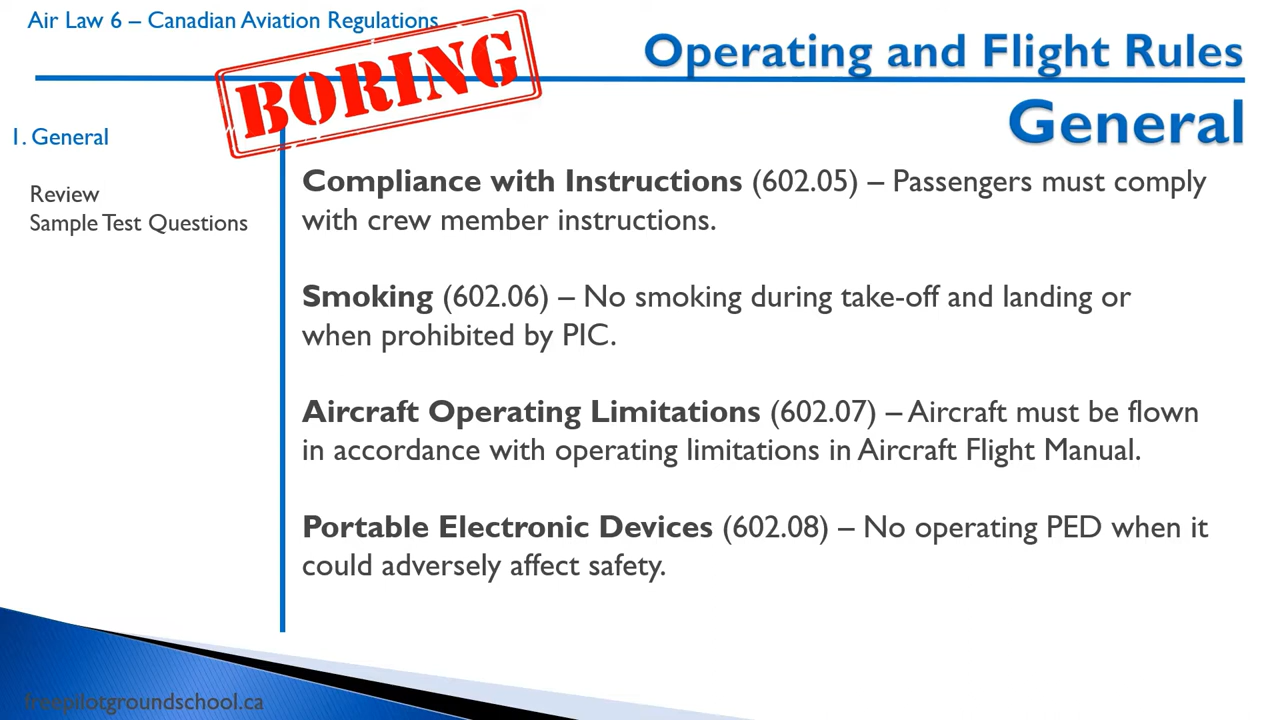 Air Law 6 – Canadian Aviation Regulations
BORING
Operating and Flight Rules
General
1. General
Review
Sample Test Questions
Compliance with Instructions (602.05) – Passengers must comply
with crew member instructions.
Smoking (602.06) – No smoking during take-off and landing or
when prohibited by PIC.
Aircraft Operating Limitations (602.07) – Aircraft must be flown
in accordance with operating limitations in Aircraft Flight Manual.
Portable Electronic Devices (602.08) – No operating PED when it
could adversely affect safety.
freepilotgroundschool.ca